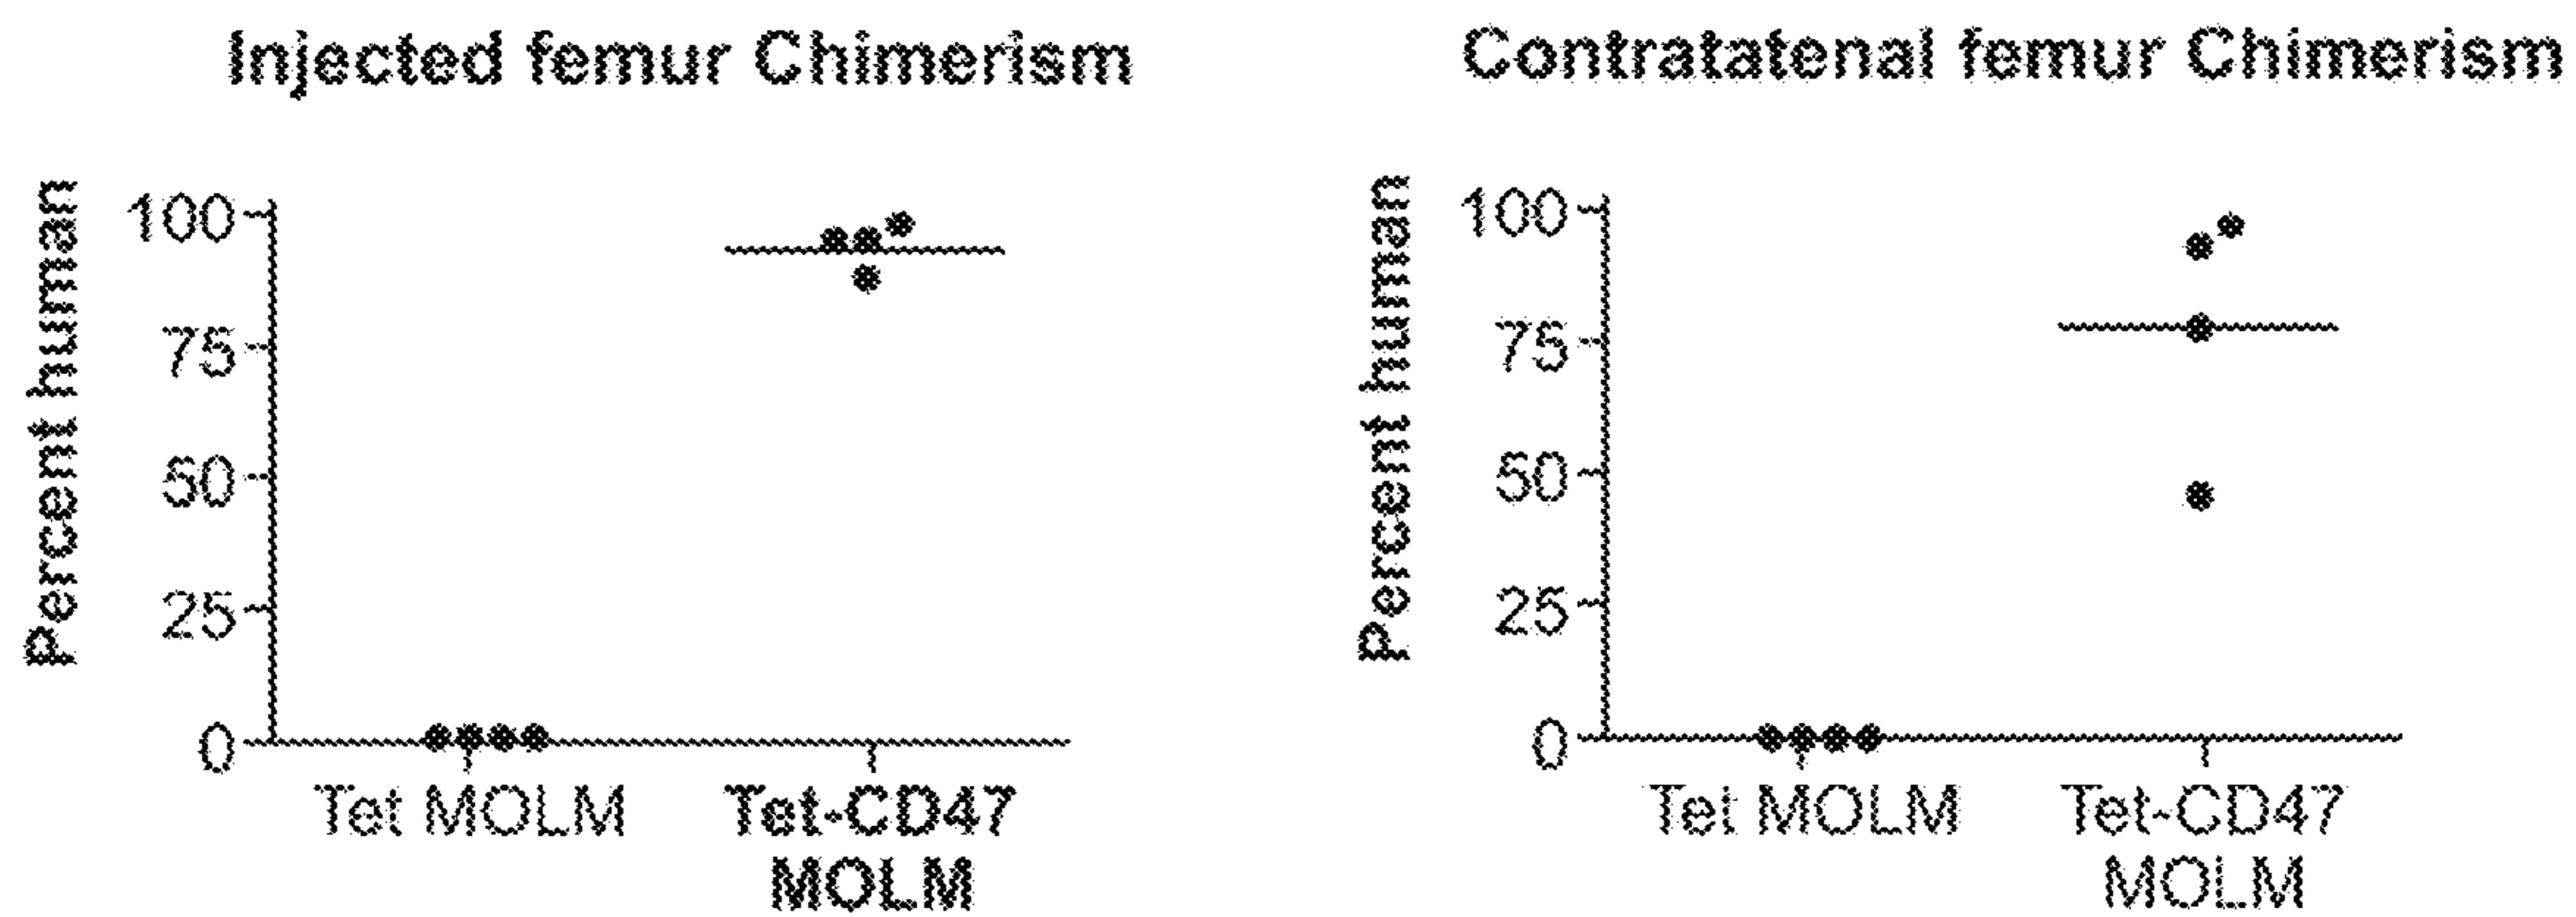 Injected femur Chimerism
Percent human
100
75
50
25
0
Tet MOLM
Tet-CD47
MOLM
Contratatenal femur Chimerism
Percent human
100
75
50
25
0
Tet MOLM
Tet-CD47
MOLM